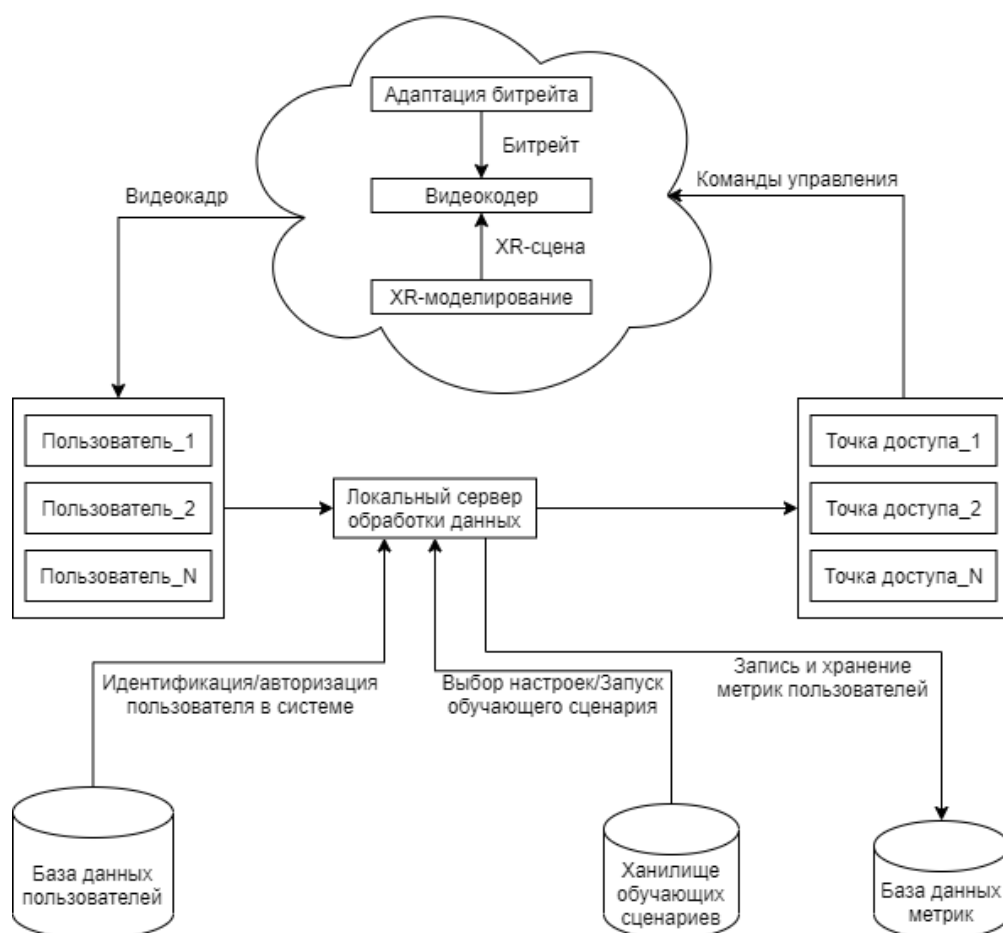 Адаптация битрейта
Битрейт
Видеокодер
XR-сцена
XR-моделирование
Видеокадр
Команды управления
Пользователь_1
Пользователь_2
Пользователь_N
Локальный сервер
обработки данных
Точка доступа_1
Точка доступа_2
Точка доступа_N
Идентификация/авторизация
пользователя в системе
Выбор настроек/Запуск
обучающего сценария
Запись и хранение
метрик пользователей
База данных
пользователей
Ханилище
обучающих
сценариев
База данных
метрик